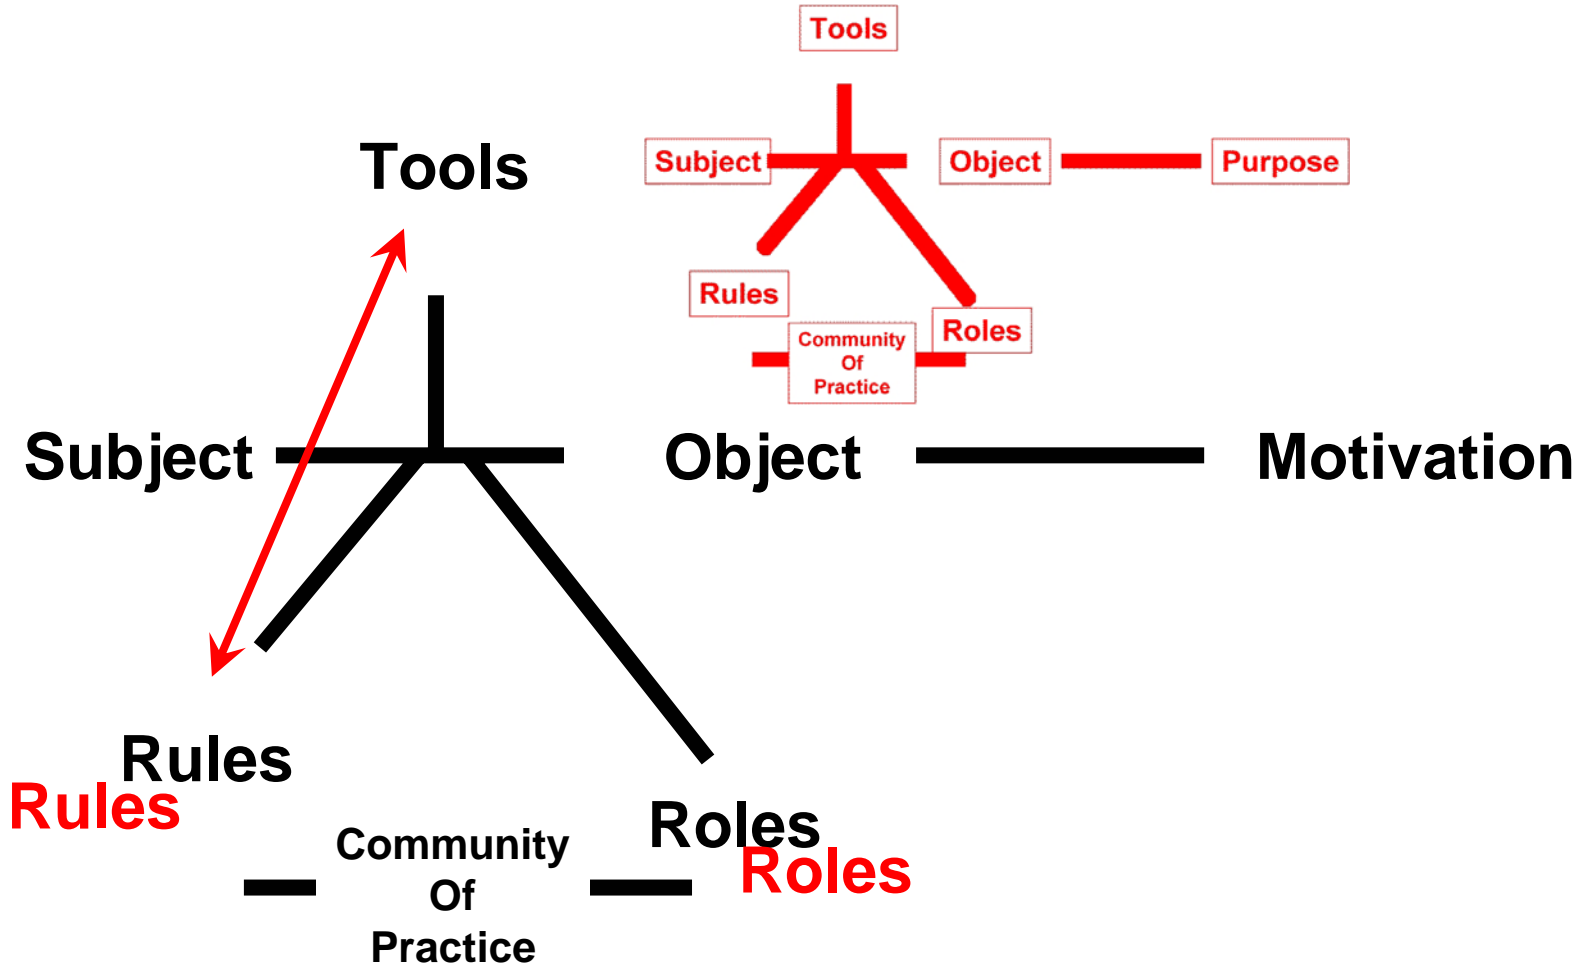 Tools
Subject
Object
Purpose
Rules
Roles
Community
Of
Practice
Tools
Subject
Object
Motivation
Rules
Rules
Roles
Roles
Community
Of
Practice